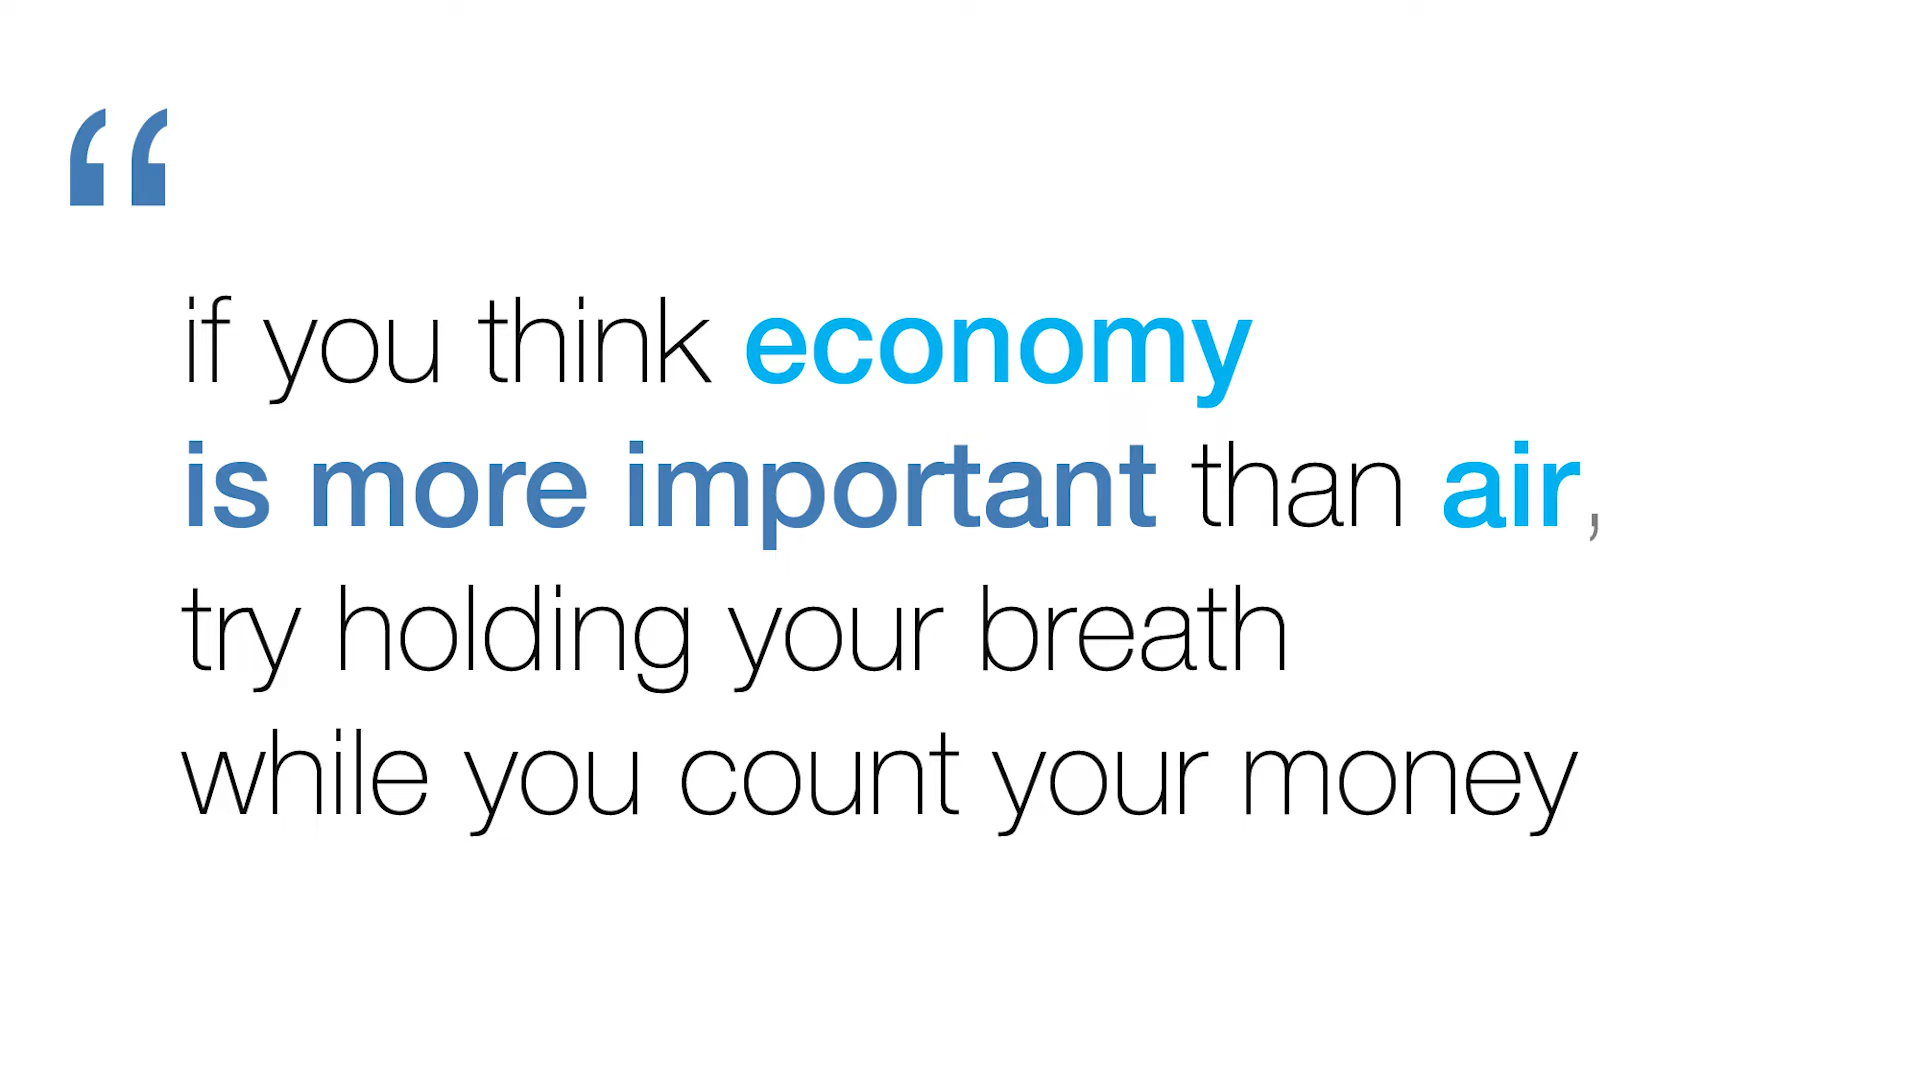 “
if you think economy
is more important than air,
try holding your breath
while you count your money